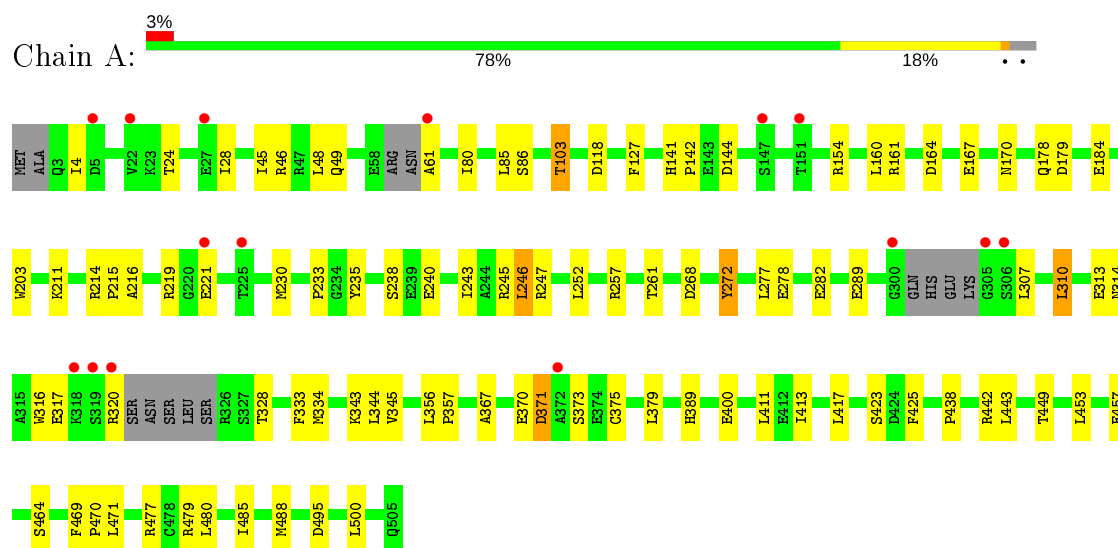 3%
Chain A:
78% 18% • •
MET ALA Q3 I4 D5 V22 K23 T24 E27 I28 I45 R46 R47 L48 Q49 E58 ARG ASN A61 I80 L85 S86 T103 D118 F127 H141 P142 E143 D144 S147 T151 R154 L160 R161 D164 E167 N170 Q178 D179 E184
W203 K211 R214 P215 A216 R219 G220 E221 T225 M230 P233 G234 Y235 S238 E239 E240 I243 A244 R245 L246 R247 L252 R257 T261 D268 Y272 L277 E278 E282 E289 G300 GLN HIS GLU LYS G305 S306 L307 L310 E313 N314
A315 W316 E317 K318 S319 R320 SER ASN SER LEU SER R326 S327 T328 F333 M334 K343 L344 V345 L356 P357 A367 E370 D371 A372 S373 E374 C375 L379 H389 E400 L411 E412 I413 L417 S423 D424 F425 P438 R442 L443 T449 L453 E457
S464 F469 P470 L471 R477 C478 R479 L480 I485 M488 D495 L500 Q505